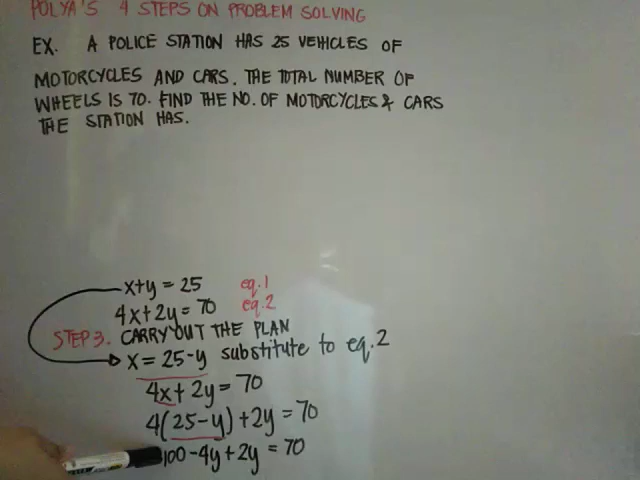 POLYA'S 4 STEPS ON PROBLEM SOLVING
EX. A POLICE STATION HAS 25 VEHICLES OF
MOTORCYCLES AND CARS. THE TOTAL NUMBER OF
WHEELS IS 70. FIND THE NO. OF MOTORCYCLES & CARS
THE STATION HAS.
x+y = 25 eq.1
4x+2y = 70 eq.2
STEP 3. CARRY OUT THE PLAN
x = 25-y substitute to eq.2
4x+2y = 70
4(25-y)+2y = 70
100-4y+2y = 70